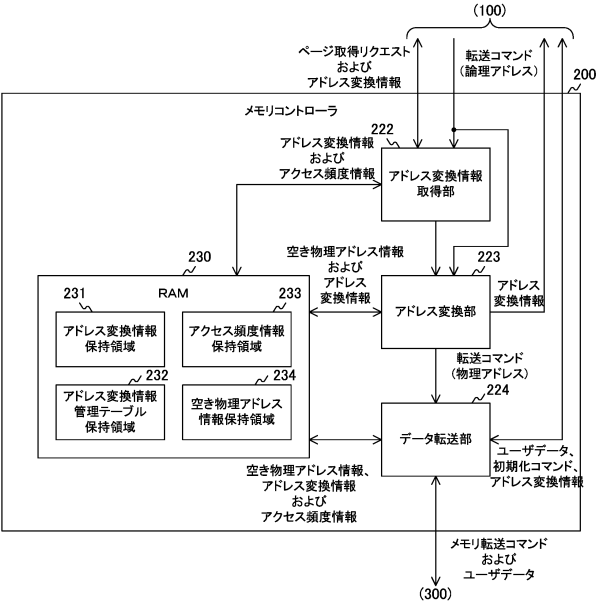 (100)
ページ取得リクエスト
および
アドレス変換情報
転送コマンド
(論理アドレス)
200
メモリコントローラ
アドレス変換情報
および
アクセス頻度情報
222
アドレス変換情報
取得部
230
空き物理アドレス情報
および
アドレス
変換情報
223
アドレス変換部
アドレス
変換情報
RAM
231
アドレス変換情報
保持領域
233
アクセス頻度情報
保持領域
232
アドレス変換情報
管理テーブル
保持領域
234
空き物理アドレス
情報保持領域
転送コマンド
(物理アドレス)
224
データ転送部
ユーザデータ、
初期化コマンド、
アドレス変換情報
空き物理アドレス情報、
アドレス変換情報
および
アクセス頻度情報
メモリ転送コマンド
および
ユーザデータ
(300)